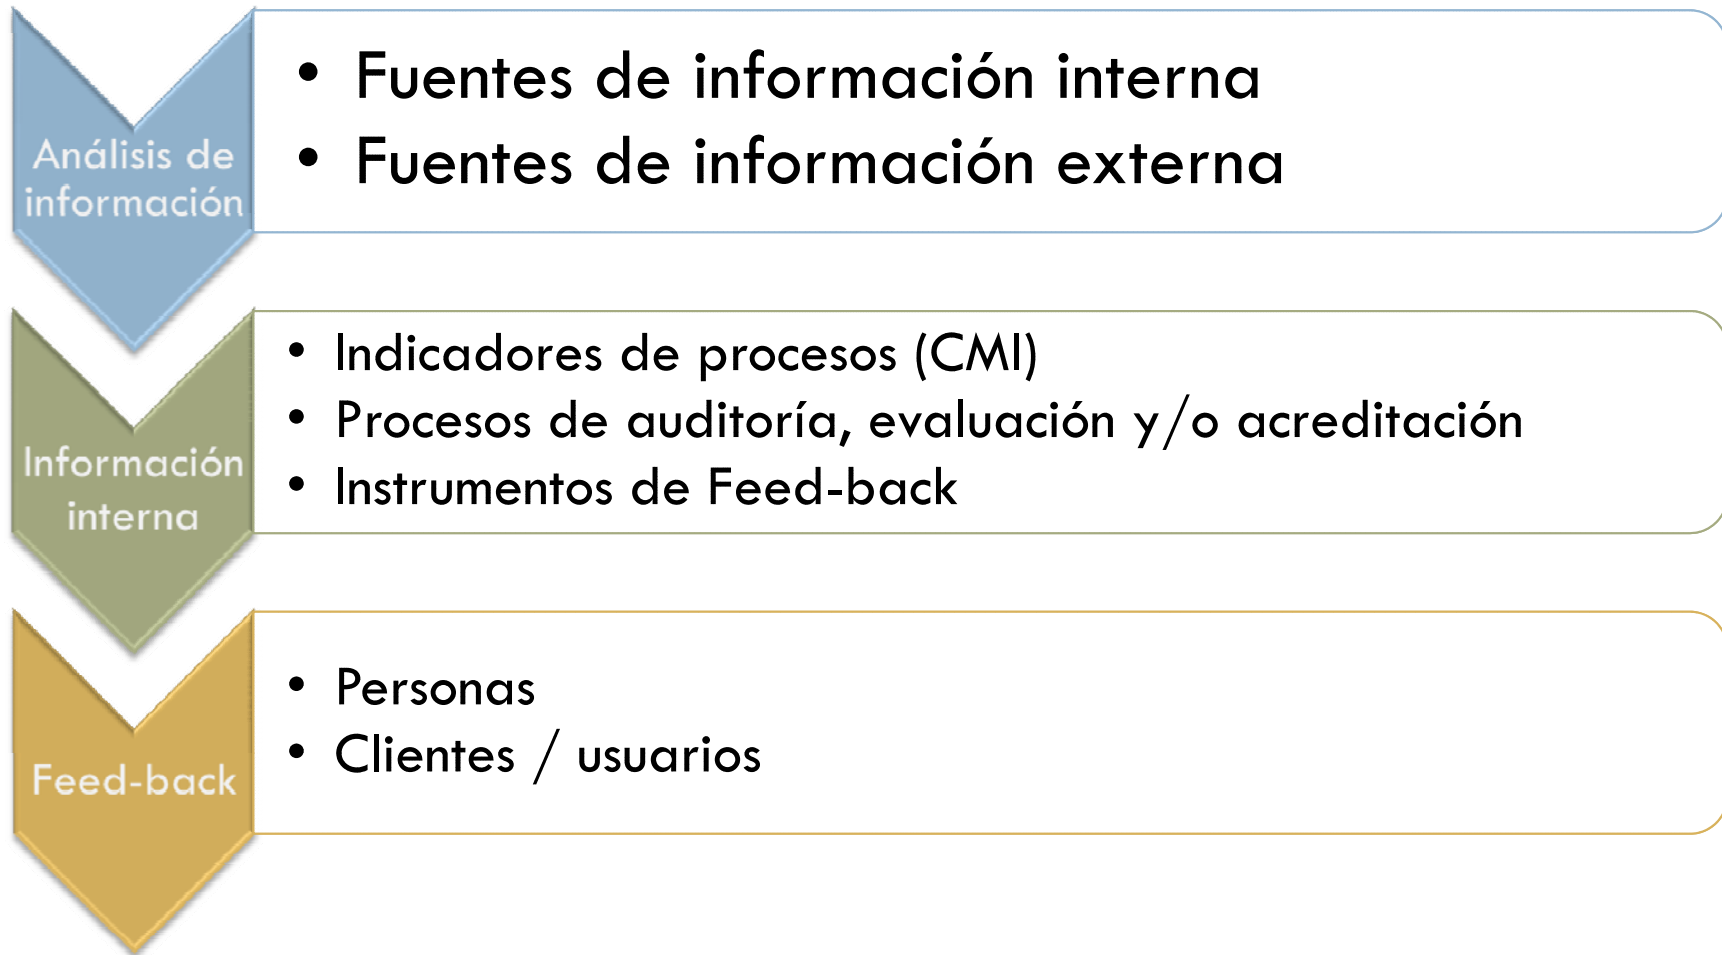 Análisis de
información
• Fuentes de información interna
• Fuentes de información externa
Información
interna
• Indicadores de procesos (CMI)
• Procesos de auditoría, evaluación y/o acreditación
• Instrumentos de Feed-back
Feed-back
• Personas
• Clientes / usuarios